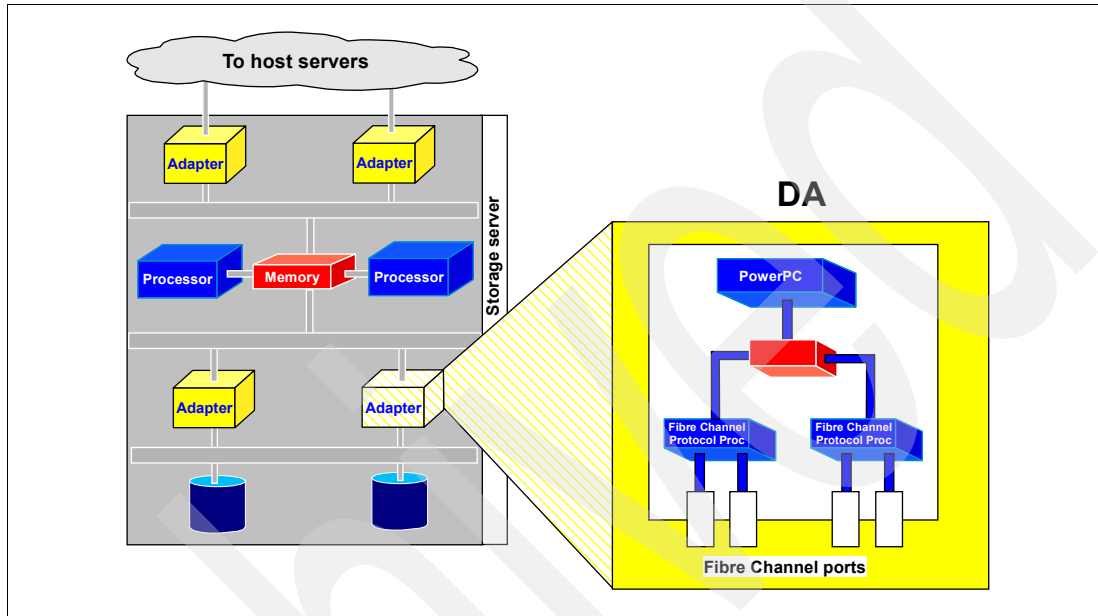 To host servers
Adapter
Adapter
Processor
Memory
Processor
Storage server
Adapter
Adapter
DA
PowerPC
Fibre Channel
Protocol Proc
Fibre Channel
Protocol Proc
Fibre Channel ports